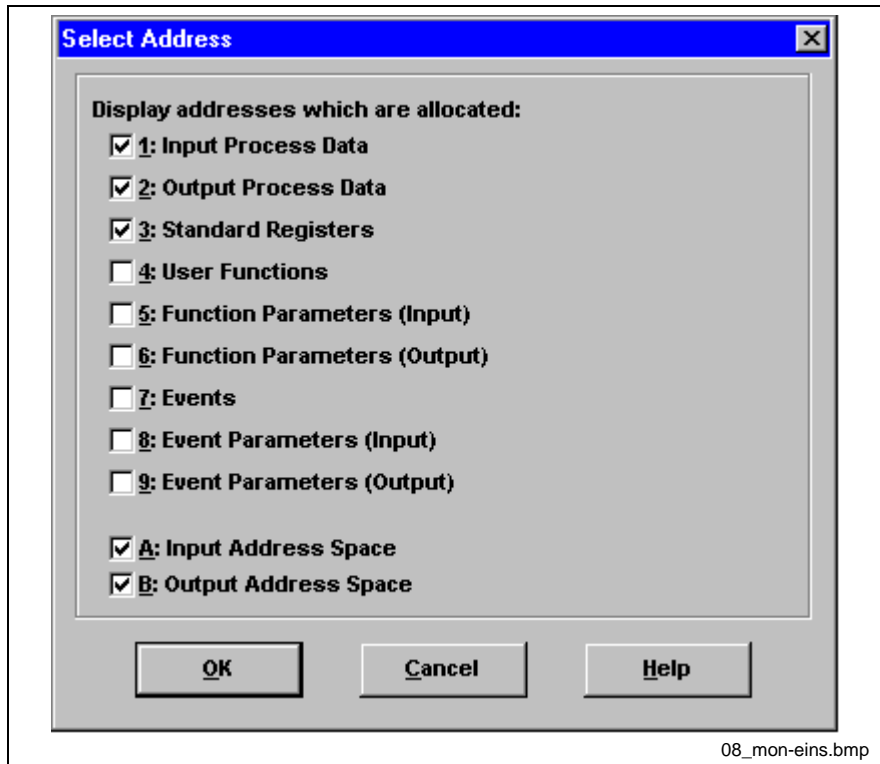 Select Address
Display addresses which are allocated:
1: Input Process Data
2: Output Process Data
3: Standard Registers
4: User Functions
5: Function Parameters (Input)
6: Function Parameters (Output)
7: Events
8: Event Parameters (Input)
9: Event Parameters (Output)
A: Input Address Space
B: Output Address Space
OK Cancel Help
08_mon-eins.bmp